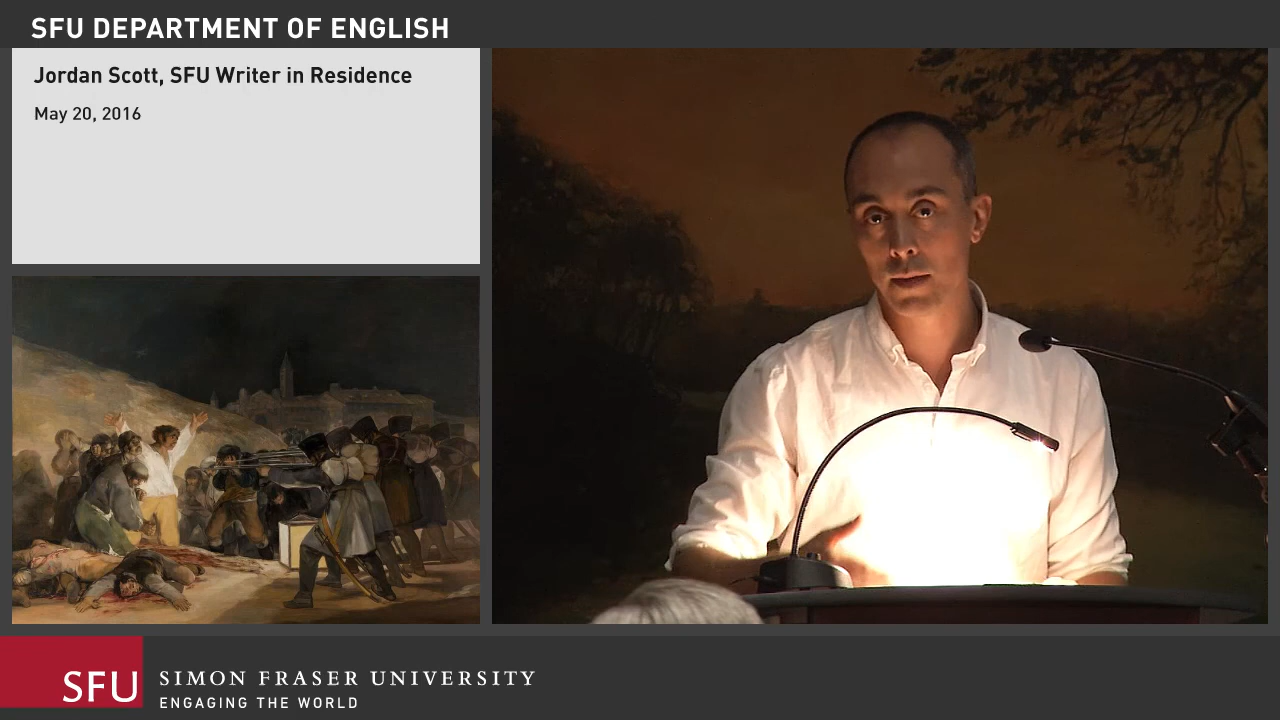 SFU DEPARTMENT OF ENGLISH
Jordan Scott, SFU Writer in Residence
May 20, 2016
SFU
SIMON FRASER UNIVERSITY
ENGAGING THE WORLD